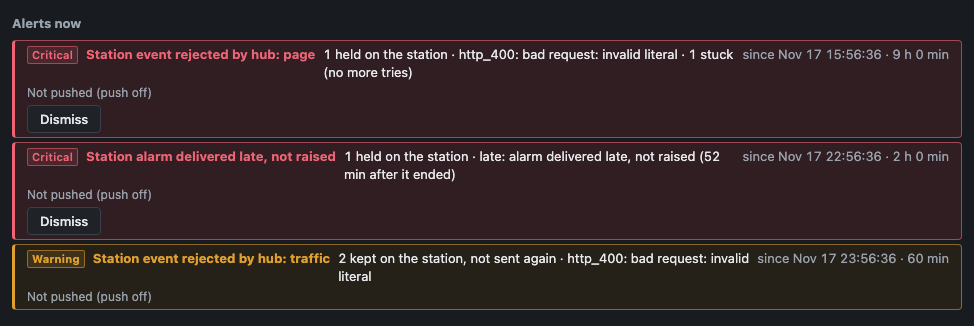 Alerts now
Critical Station event rejected by hub: page 1 held on the station · http_400: bad request: invalid literal · 1 stuck since Nov 17 15:56:36 · 9 h 0 min
(no more tries)
Not pushed (push off)
Dismiss
Critical Station alarm delivered late, not raised 1 held on the station · late: alarm delivered late, not raised (52 since Nov 17 22:56:36 · 2 h 0 min
min after it ended)
Not pushed (push off)
Dismiss
Warning Station event rejected by hub: traffic 2 kept on the station, not sent again · http_400: bad request: invalid since Nov 17 23:56:36 · 60 min
literal
Not pushed (push off)